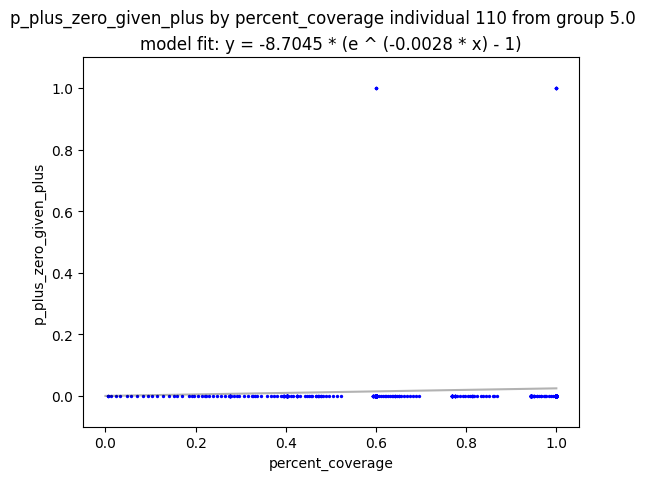 p_plus_zero_given_plus by percent_coverage individual 110 from group 5.0
model fit: y = -8.7045 * (e ^ (-0.0028 * x) - 1)
1.0
0.8
0.6
0.4
0.2
0.0
p_plus_zero_given_plus
0.0 0.2 0.4 0.6 0.8 1.0
percent_coverage